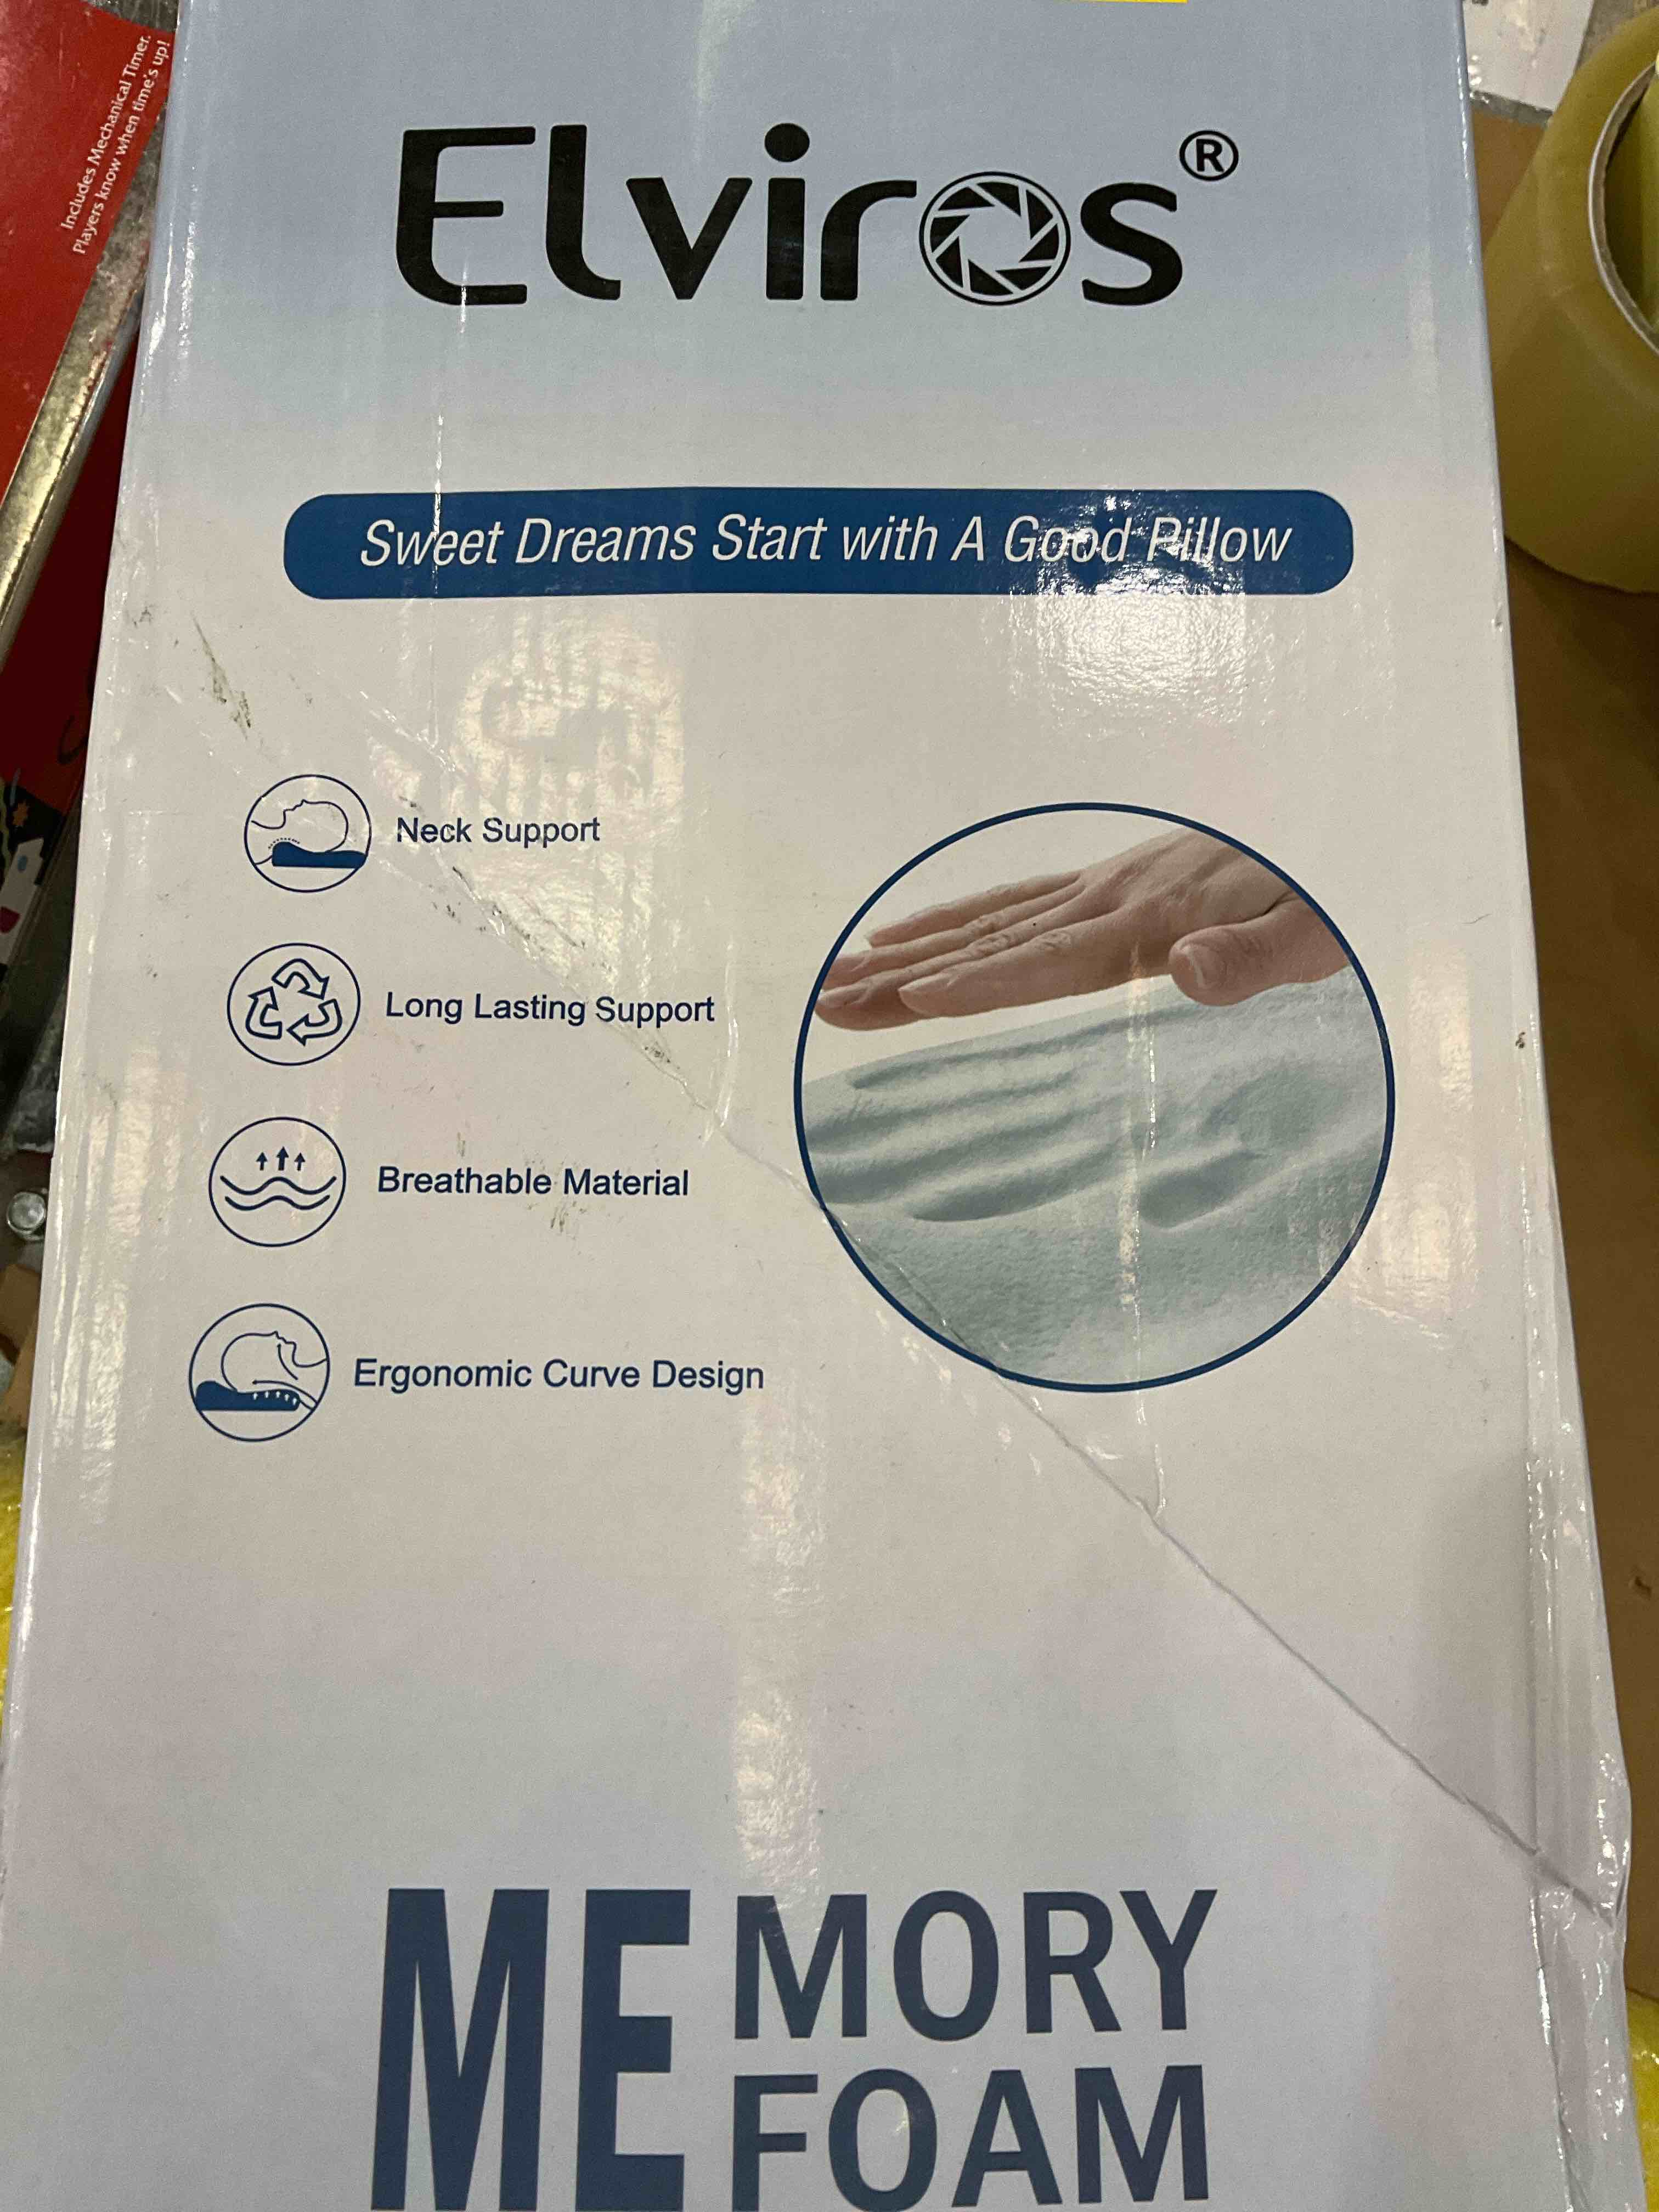 Includes Mechanical Timer.
Players know when time's up!
Elviros®
Sweet Dreams Start with A Good Pillow
Neck Support
Long Lasting Support
Breathable Material
Ergonomic Curve Design
MEMORY
FOAM